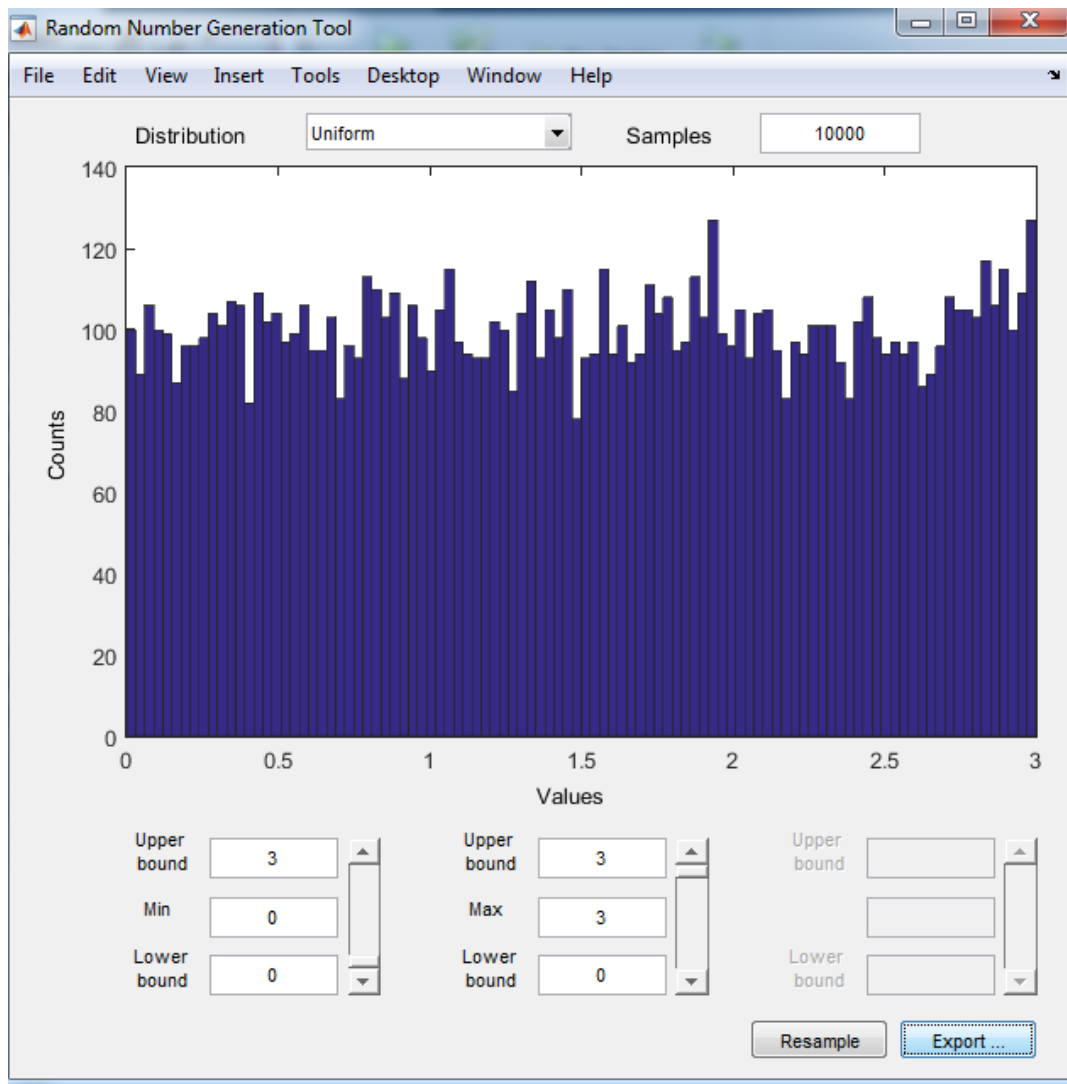 Random Number Generation Tool
File Edit View Insert Tools Desktop Window Help
Distribution Uniform Samples 10000
140
120
100
80
60
40
20
0
Counts
0 0.5 1 1.5 2 2.5 3
Values
Upper bound 3
Min 0
Lower bound 0
Upper bound 3
Max 3
Lower bound 0
Upper bound
Lower bound
Resample Export ...